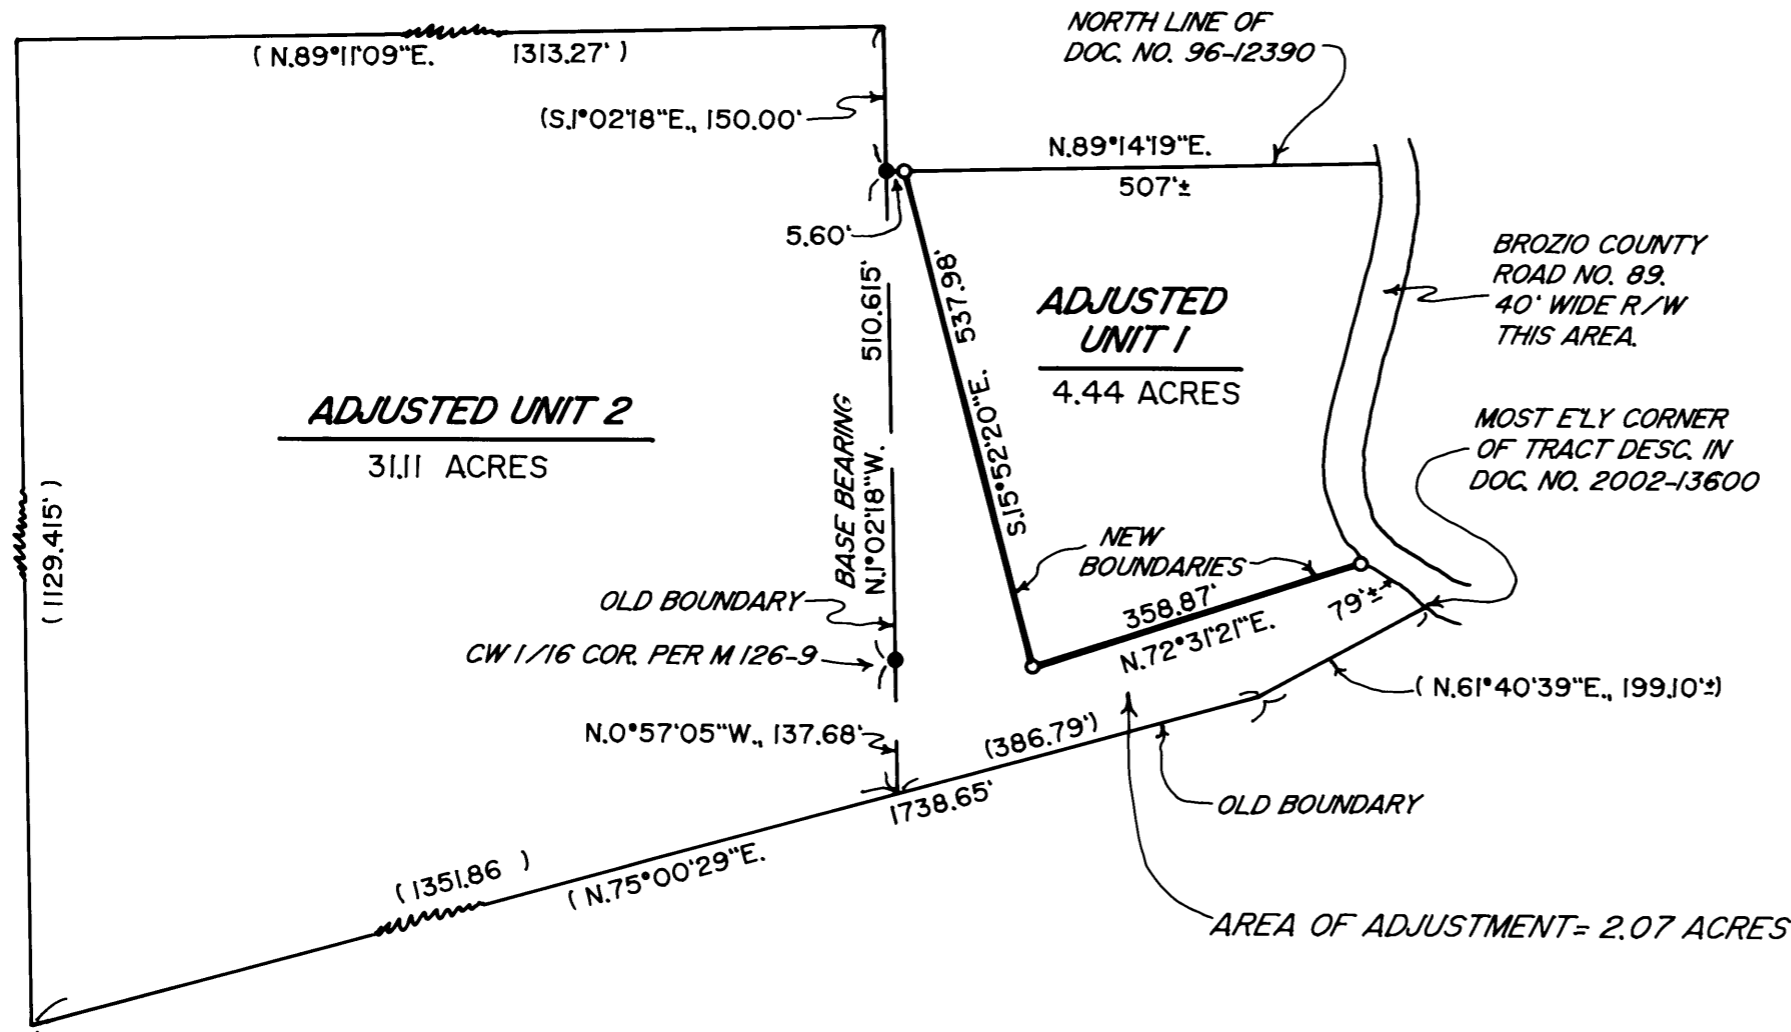 NORTH LINE OF
DOC. NO. 96-12390
( N.89°11'09"E. 1313.27' )
(S.1°02'18"E., 150.00'
N.89°14'19"E.
507'±
5.60'
BROZIO COUNTY
ROAD NO. 89.
40' WIDE R/W
THIS AREA.
ADJUSTED
UNIT 1
4.44 ACRES
S.15°52'20"E. 537.98'
BASE BEARING
N.1°02'18"W. 510.615'
ADJUSTED UNIT 2
31.11 ACRES
( 1129.415' )
MOST E'LY CORNER
OF TRACT DESC. IN
DOC. NO. 2002-13600
NEW
BOUNDARIES
OLD BOUNDARY
358.87'
N.72°31'21"E.
79'±
CW 1/16 COR. PER M 126-9
( N.61°40'39"E., 199.10'±)
N.0°57'05"W., 137.68'
(386.79')
1738.65'
OLD BOUNDARY
( 1351.86 )
( N.75°00'29"E.
AREA OF ADJUSTMENT= 2.07 ACRES